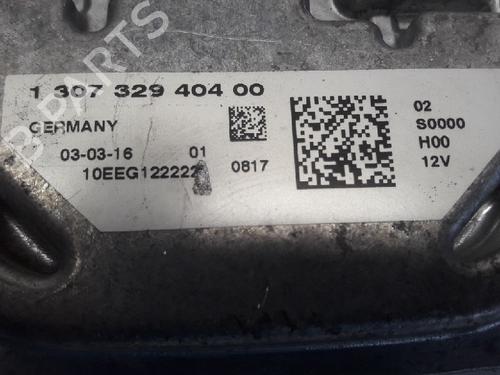 1 307 329 404 00
GERMANY
03-03-16 01
10EEG122222 0817
02
S0000
H00
12V
B-PARTS